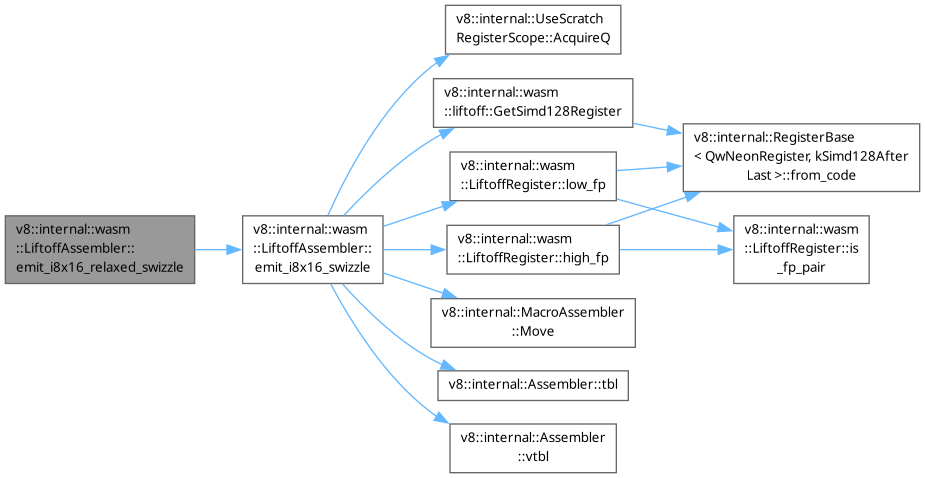 v8::internal::wasm
::LiftoffAssembler::
emit_i8x16_relaxed_swizzle
v8::internal::wasm
::LiftoffAssembler::
emit_i8x16_swizzle
v8::internal::UseScratch
RegisterScope::AcquireQ
v8::internal::wasm
::liftoff::GetSimd128Register
v8::internal::wasm
::LiftoffRegister::low_fp
v8::internal::wasm
::LiftoffRegister::high_fp
v8::internal::MacroAssembler
::Move
v8::internal::Assembler::tbl
v8::internal::Assembler
::vtbl
v8::internal::RegisterBase
< QwNeonRegister, kSimd128After
Last >::from_code
v8::internal::wasm
::LiftoffRegister::is
_fp_pair